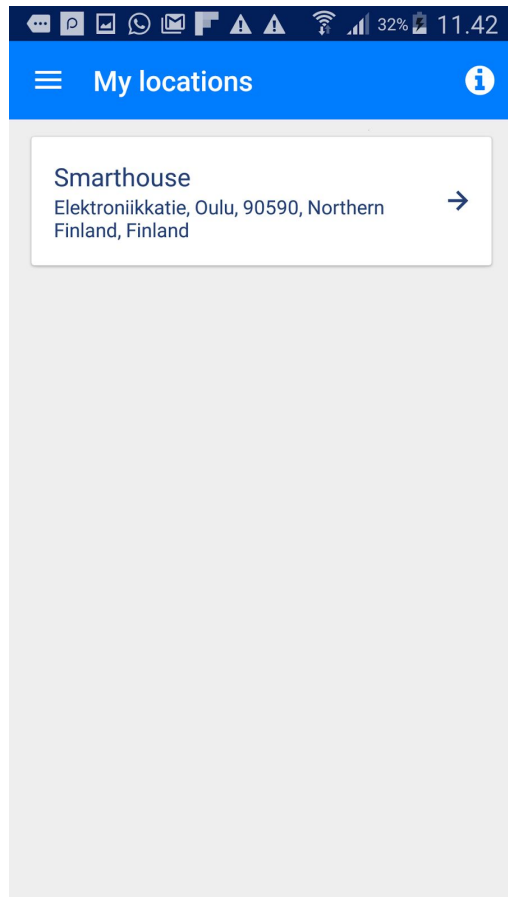 32% 11.42
My locations
Smarthouse
Elektroniikkatie, Oulu, 90590, Northern
Finland, Finland